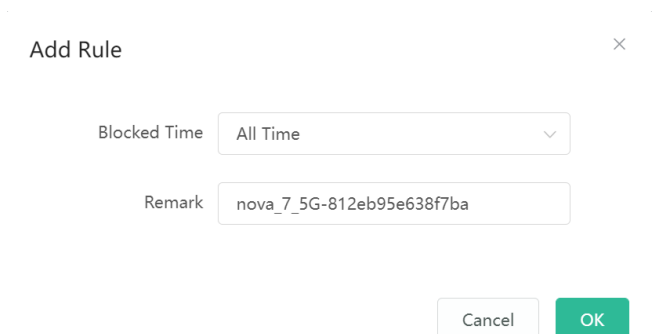 Add Rule
Blocked Time All Time
Remark nova_7_5G-812eb95e638f7ba
Cancel OK